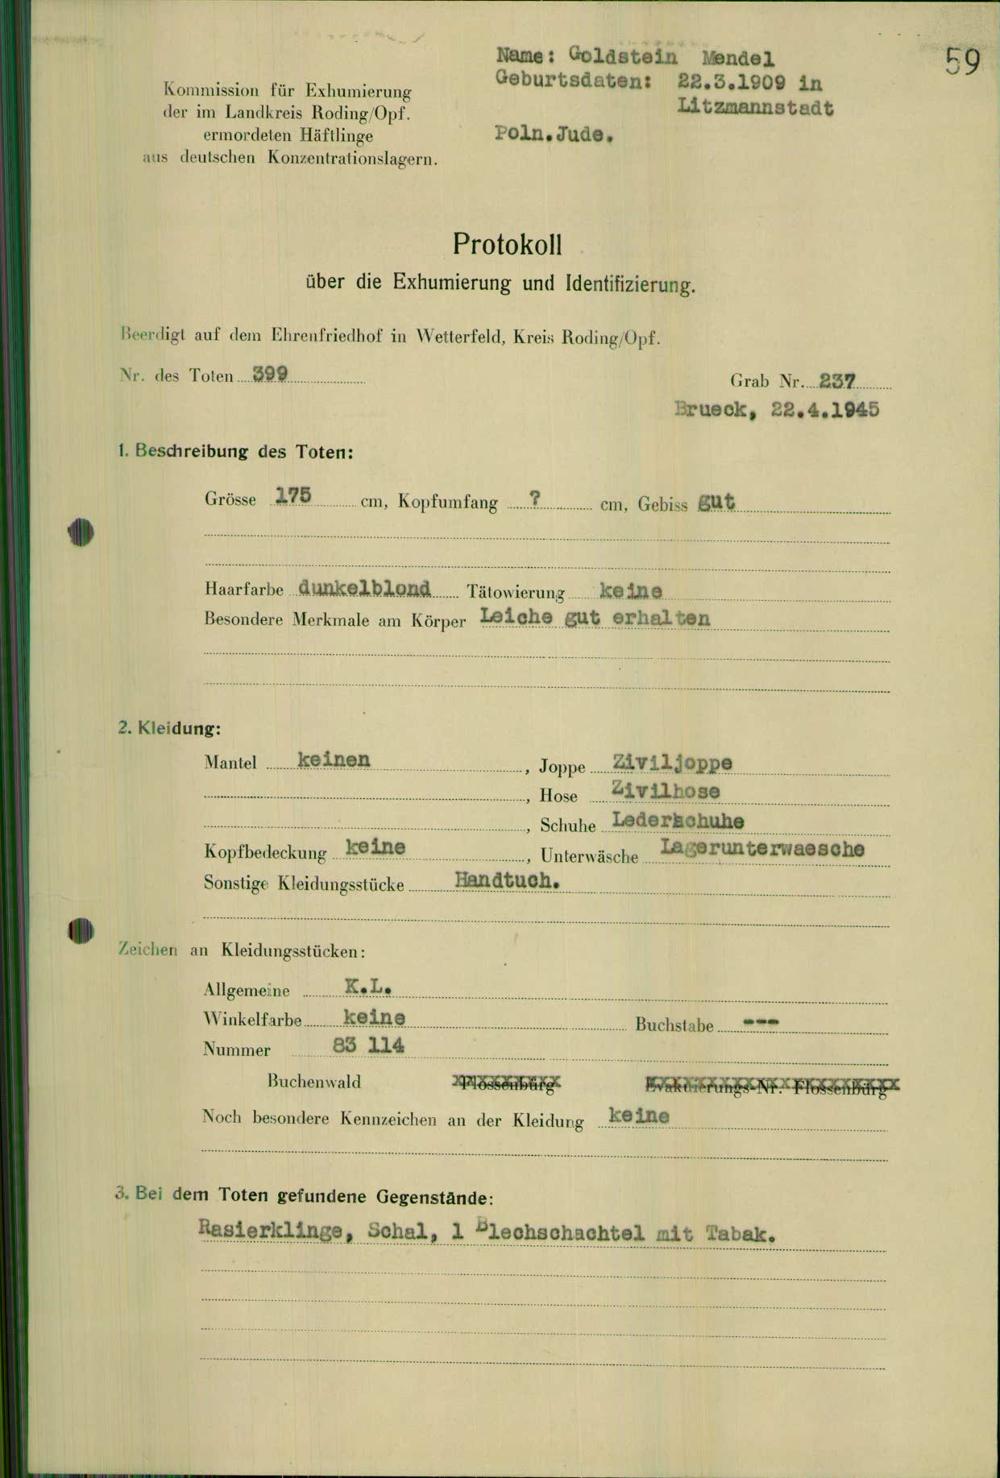 59
Name: Goldstein Mendel
Geburtsdaten: 22.3.1909 in
Litzmannstadt
Poln.Jude.
Kommission für Exhumierung
der im Landkreis Roding/Opf.
ermordeten Häftlinge
aus deutschen Konzentrationslagern.
Protokoll
über die Exhumierung und Identifizierung.
Beerdigt auf dem Ehrenfriedhof in Wetterfeld, Kreis Roding/Opf.
Nr. des Toten 399 Grab Nr. 237
Brueck, 22.4.1945
1. Beschreibung des Toten:
Grösse 175 cm, Kopfumfang ? cm, Gebiss gut
Haarfarbe dunkelblond Tätowierung keine
Besondere Merkmale am Körper Leiche gut erhalten
2. Kleidung:
Mantel keinen, Joppe Ziviljoppe
, Hose Zivilhose
, Schuhe Lederschuhe
Kopfbedeckung keine, Unterwäsche Lagerunterwaesche
Sonstige Kleidungsstücke Handtuch.
Zeichen an Kleidungsstücken:
Allgemeine K.L.
Winkelfarbe keine Buchstabe ---
Nummer 83 114
Buchenwald Flossenbürg Evakuierungs-Nr. Flossenbürg
Noch besondere Kennzeichen an der Kleidung keine
3. Bei dem Toten gefundene Gegenstände:
Rasierklinge, Schal, 1 Blechschachtel mit Tabak.